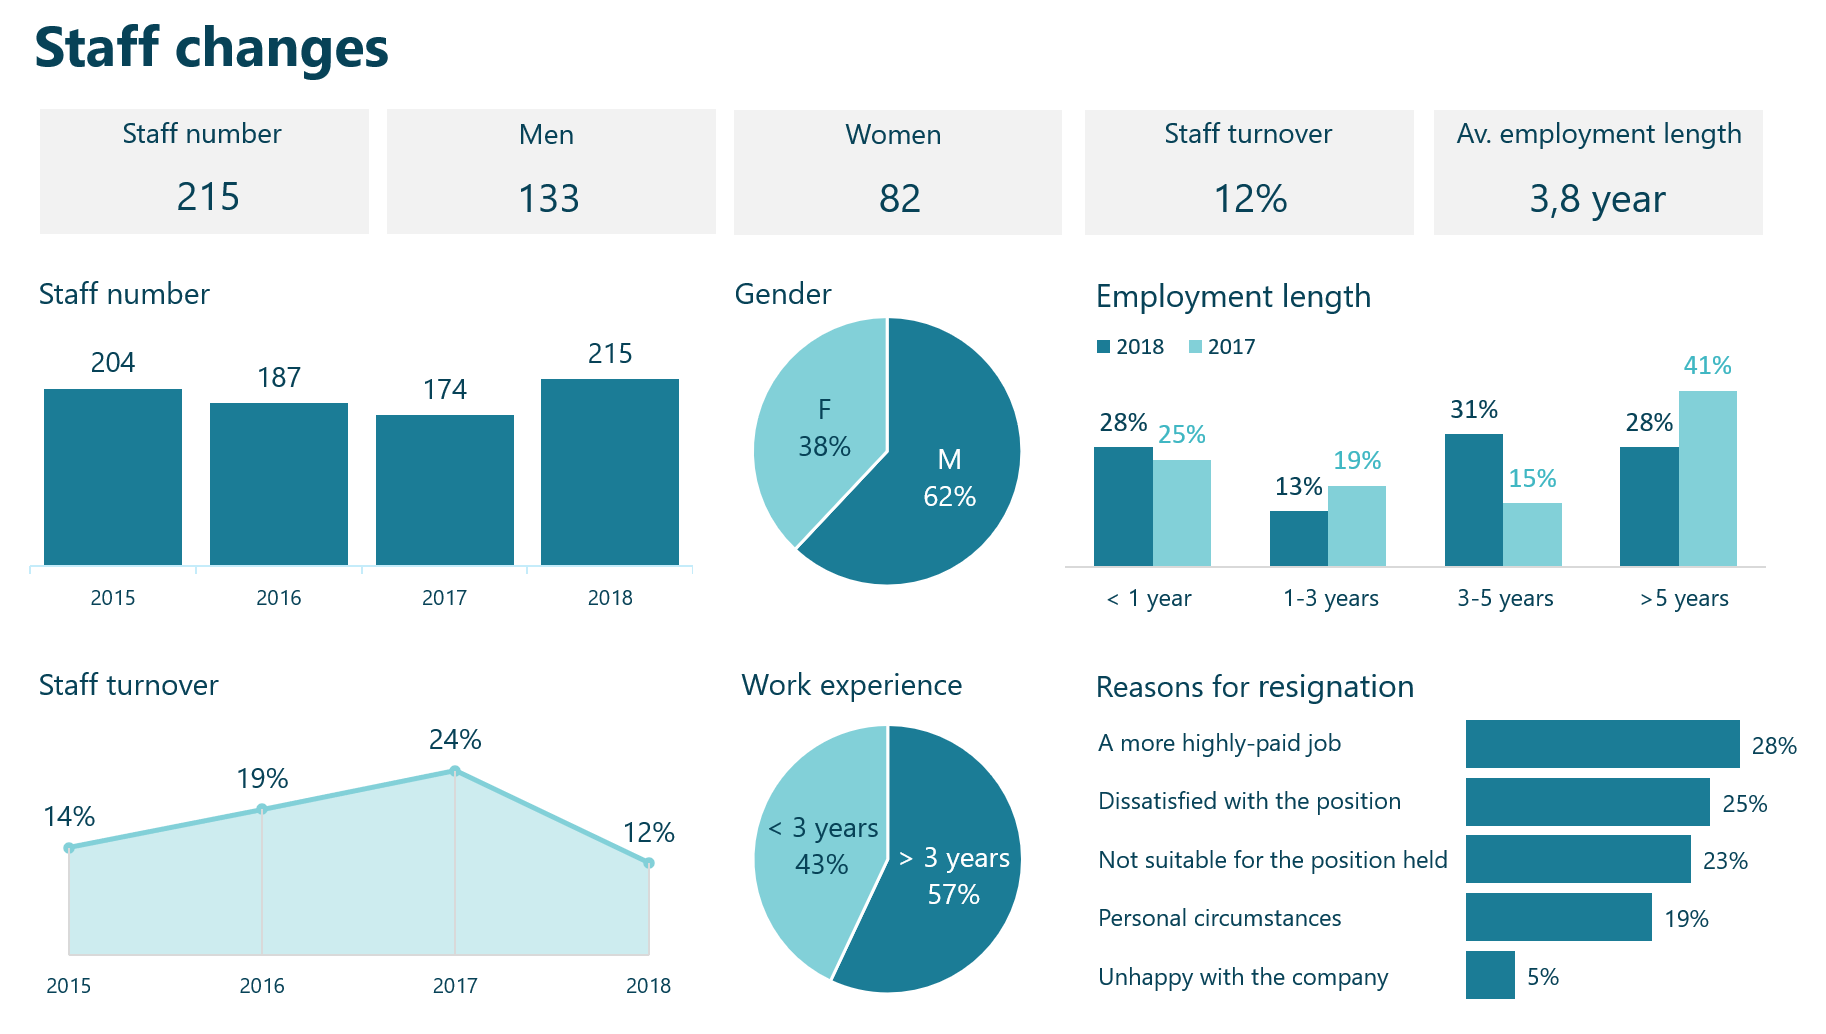 Staff changes
Staff number
215
Men
133
Women
82
Staff turnover
12%
Av. employment length
3,8 year
Staff number
204
187
174
215
2015
2016
2017
2018
Gender
F
38%
M
62%
Employment length
2018
2017
28%
25%
13%
19%
31%
15%
28%
41%
< 1 year
1-3 years
3-5 years
>5 years
Staff turnover
14%
19%
24%
12%
2015
2016
2017
2018
Work experience
< 3 years
43%
> 3 years
57%
Reasons for resignation
A more highly-paid job
28%
Dissatisfied with the position
25%
Not suitable for the position held
23%
Personal circumstances
19%
Unhappy with the company
5%